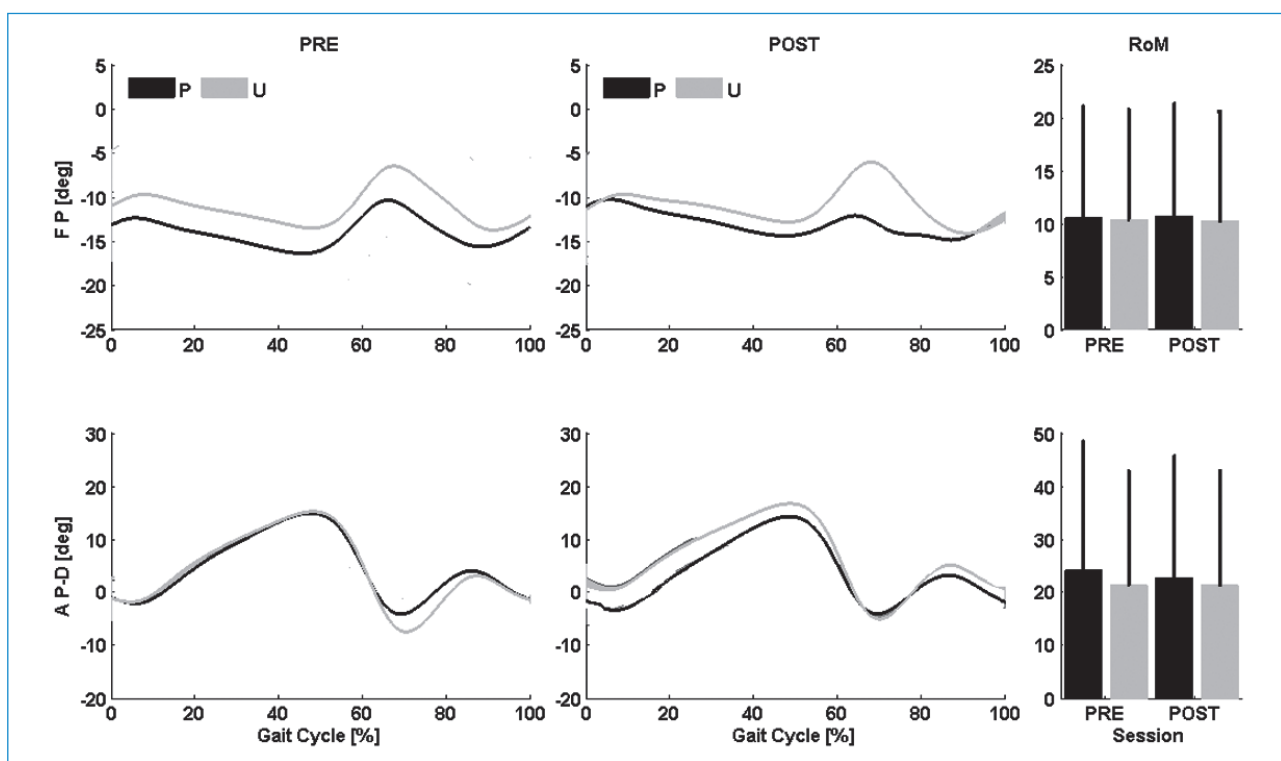 PRE POST RoM
5 0 -5 -10 -15 -20 -25
F P [deg]
P U
0 20 40 60 80 100
5 0 -5 -10 -15 -20 -25
P U
0 20 40 60 80 100
25 20 15 10 5 0
PRE POST
30 20 10 0 -10 -20
A P-D [deg]
0 20 40 60 80 100
Gait Cycle [%]
30 20 10 0 -10 -20
0 20 40 60 80 100
Gait Cycle [%]
50 40 30 20 10 0
PRE POST
Session